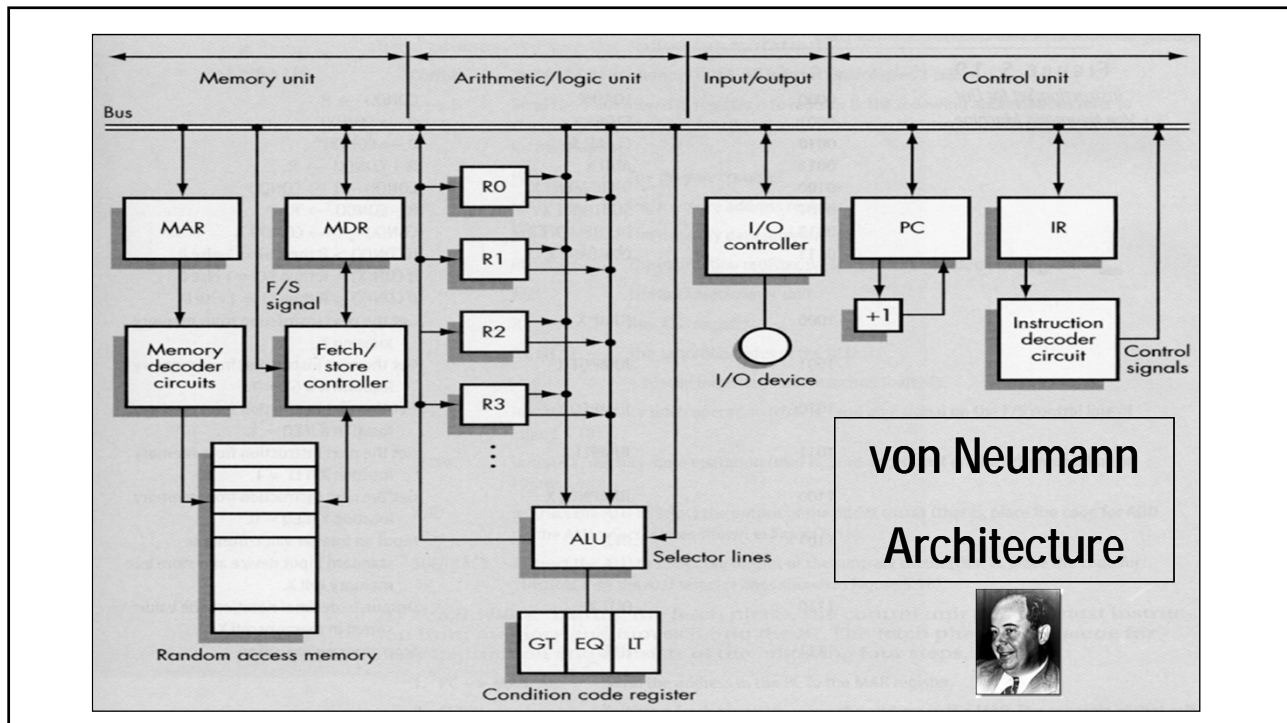 Memory unit
Arithmetic/logic unit
Input/output
Control unit
Bus
MAR
MDR
R0
R1
R2
R3
I/O
controller
PC
IR
F/S
signal
Memory
decoder
circuits
Fetch/
store
controller
+1
Instruction
decoder
circuit
Control
signals
I/O device
ALU
Selector lines
GT
EQ
LT
Condition code register
Random access memory
von Neumann
Architecture